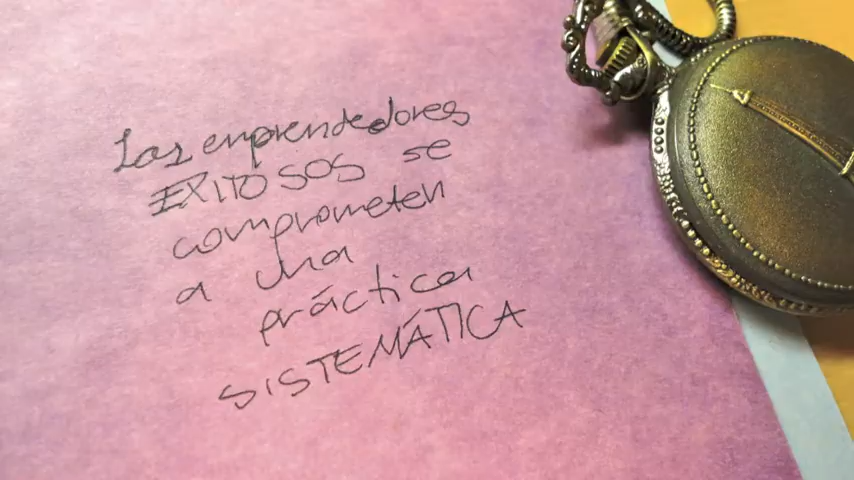 Los emprendedores
EXITOSOS se
comprometen
a una
práctica
SISTEMÁTICA